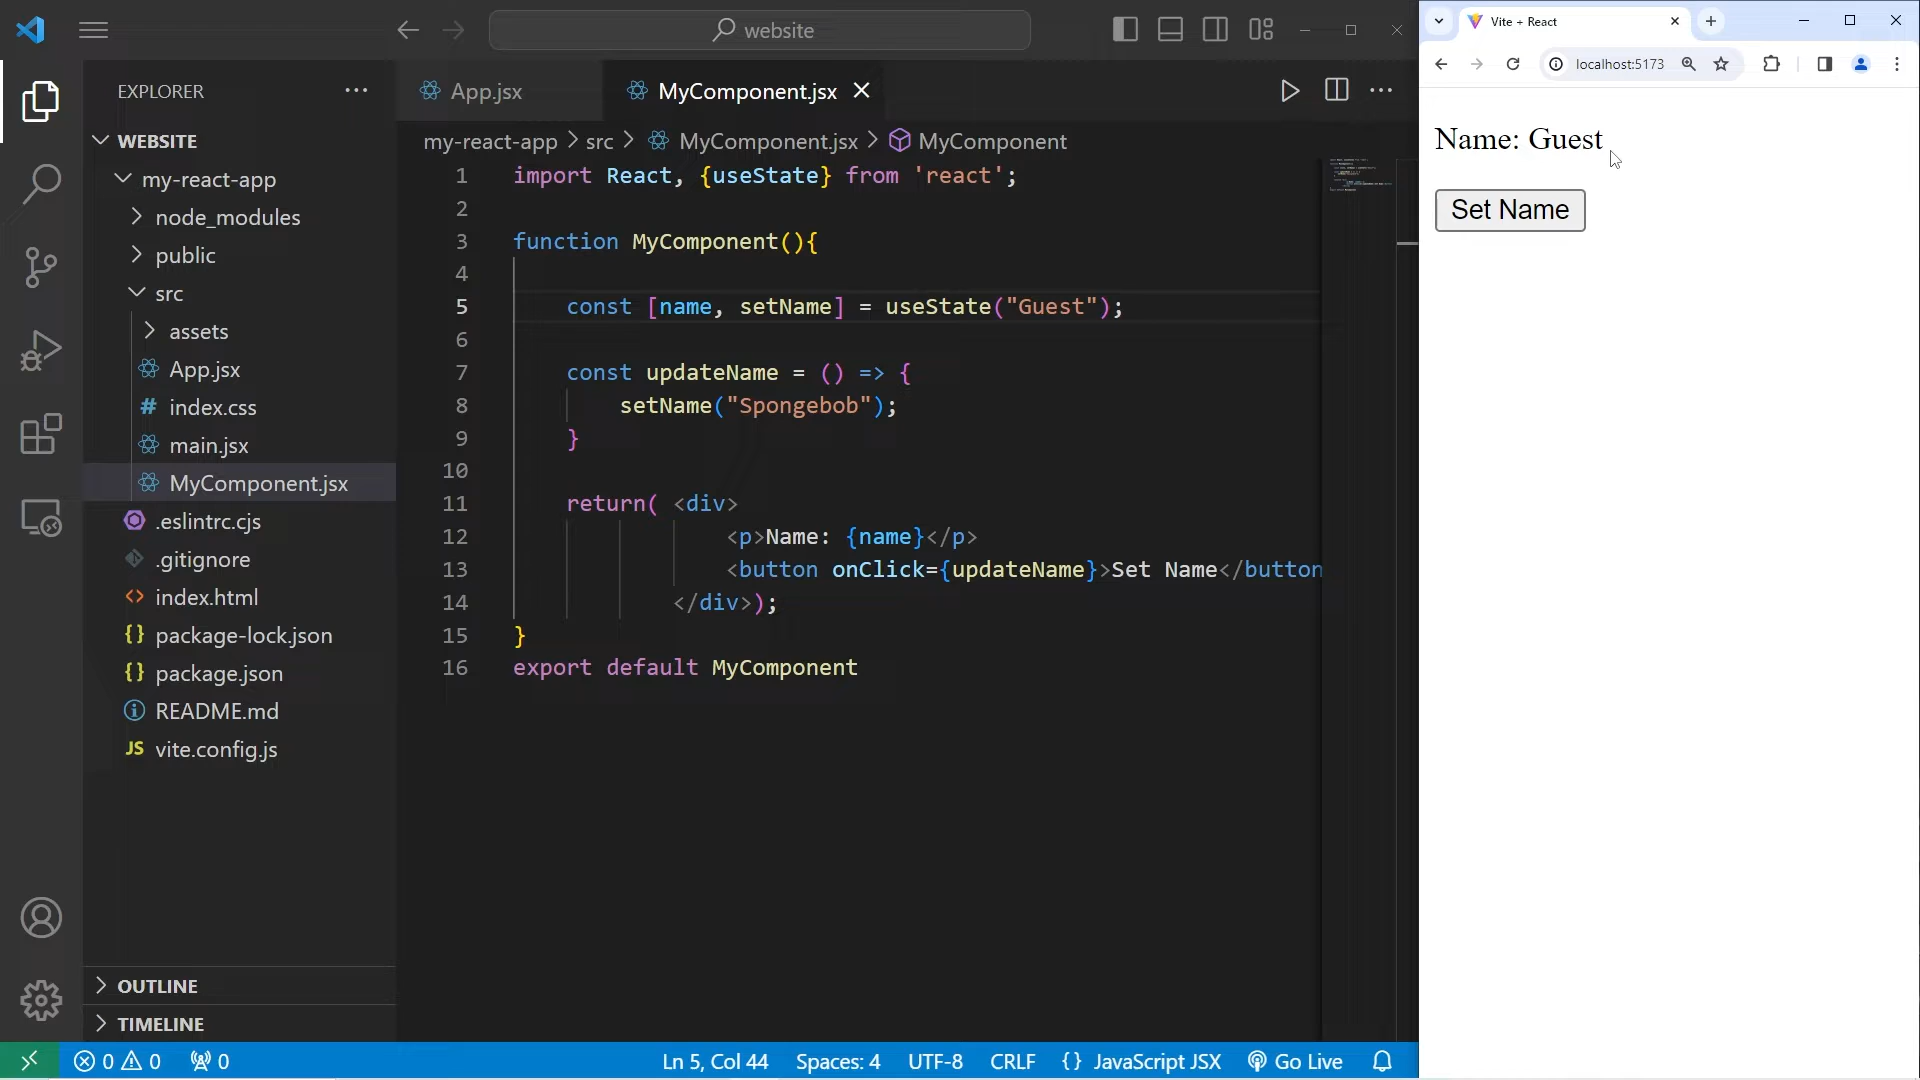 website
EXPLORER
WEBSITE
my-react-app
node_modules
public
src
assets
App.jsx
index.css
main.jsx
MyComponent.jsx
.eslintrc.cjs
.gitignore
index.html
package-lock.json
package.json
README.md
vite.config.js
OUTLINE
TIMELINE
App.jsx
MyComponent.jsx
my-react-app > src > MyComponent.jsx > MyComponent
1 import React, {useState} from 'react';
2
3 function MyComponent(){
4
5 const [name, setName] = useState("Guest");
6
7 const updateName = () => {
8 setName("Spongebob");
9 }
10
11 return( <div>
12 <p>Name: {name}</p>
13 <button onClick={updateName}>Set Name</button
14 </div>);
15 }
16 export default MyComponent
0 0 0
Ln 5, Col 44 Spaces: 4 UTF-8 CRLF {} JavaScript JSX Go Live
Vite + React
localhost:5173
Name: Guest
Set Name